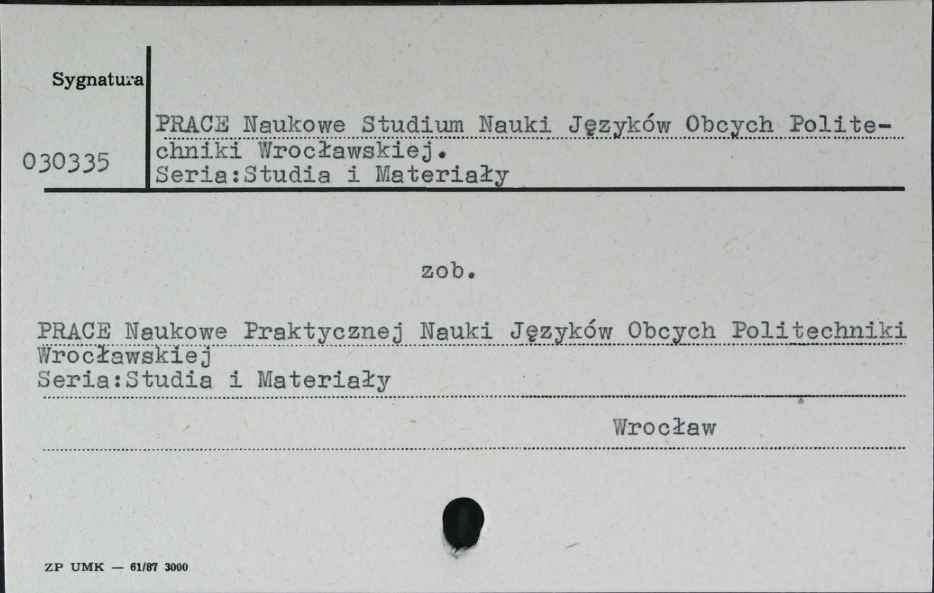 Sygnatura
030335
PRACE Naukowe Studium Nauki Języków Obcych Polite-
chniki Wrocławskiej.
Seria:Studia i Materiały
zob.
PRACE Naukowe Praktycznej Nauki Języków Obcych Politechniki
Wrocławskiej
Seria:Studia i Materiały
Wrocław
ZP UMK — 61/87 3000